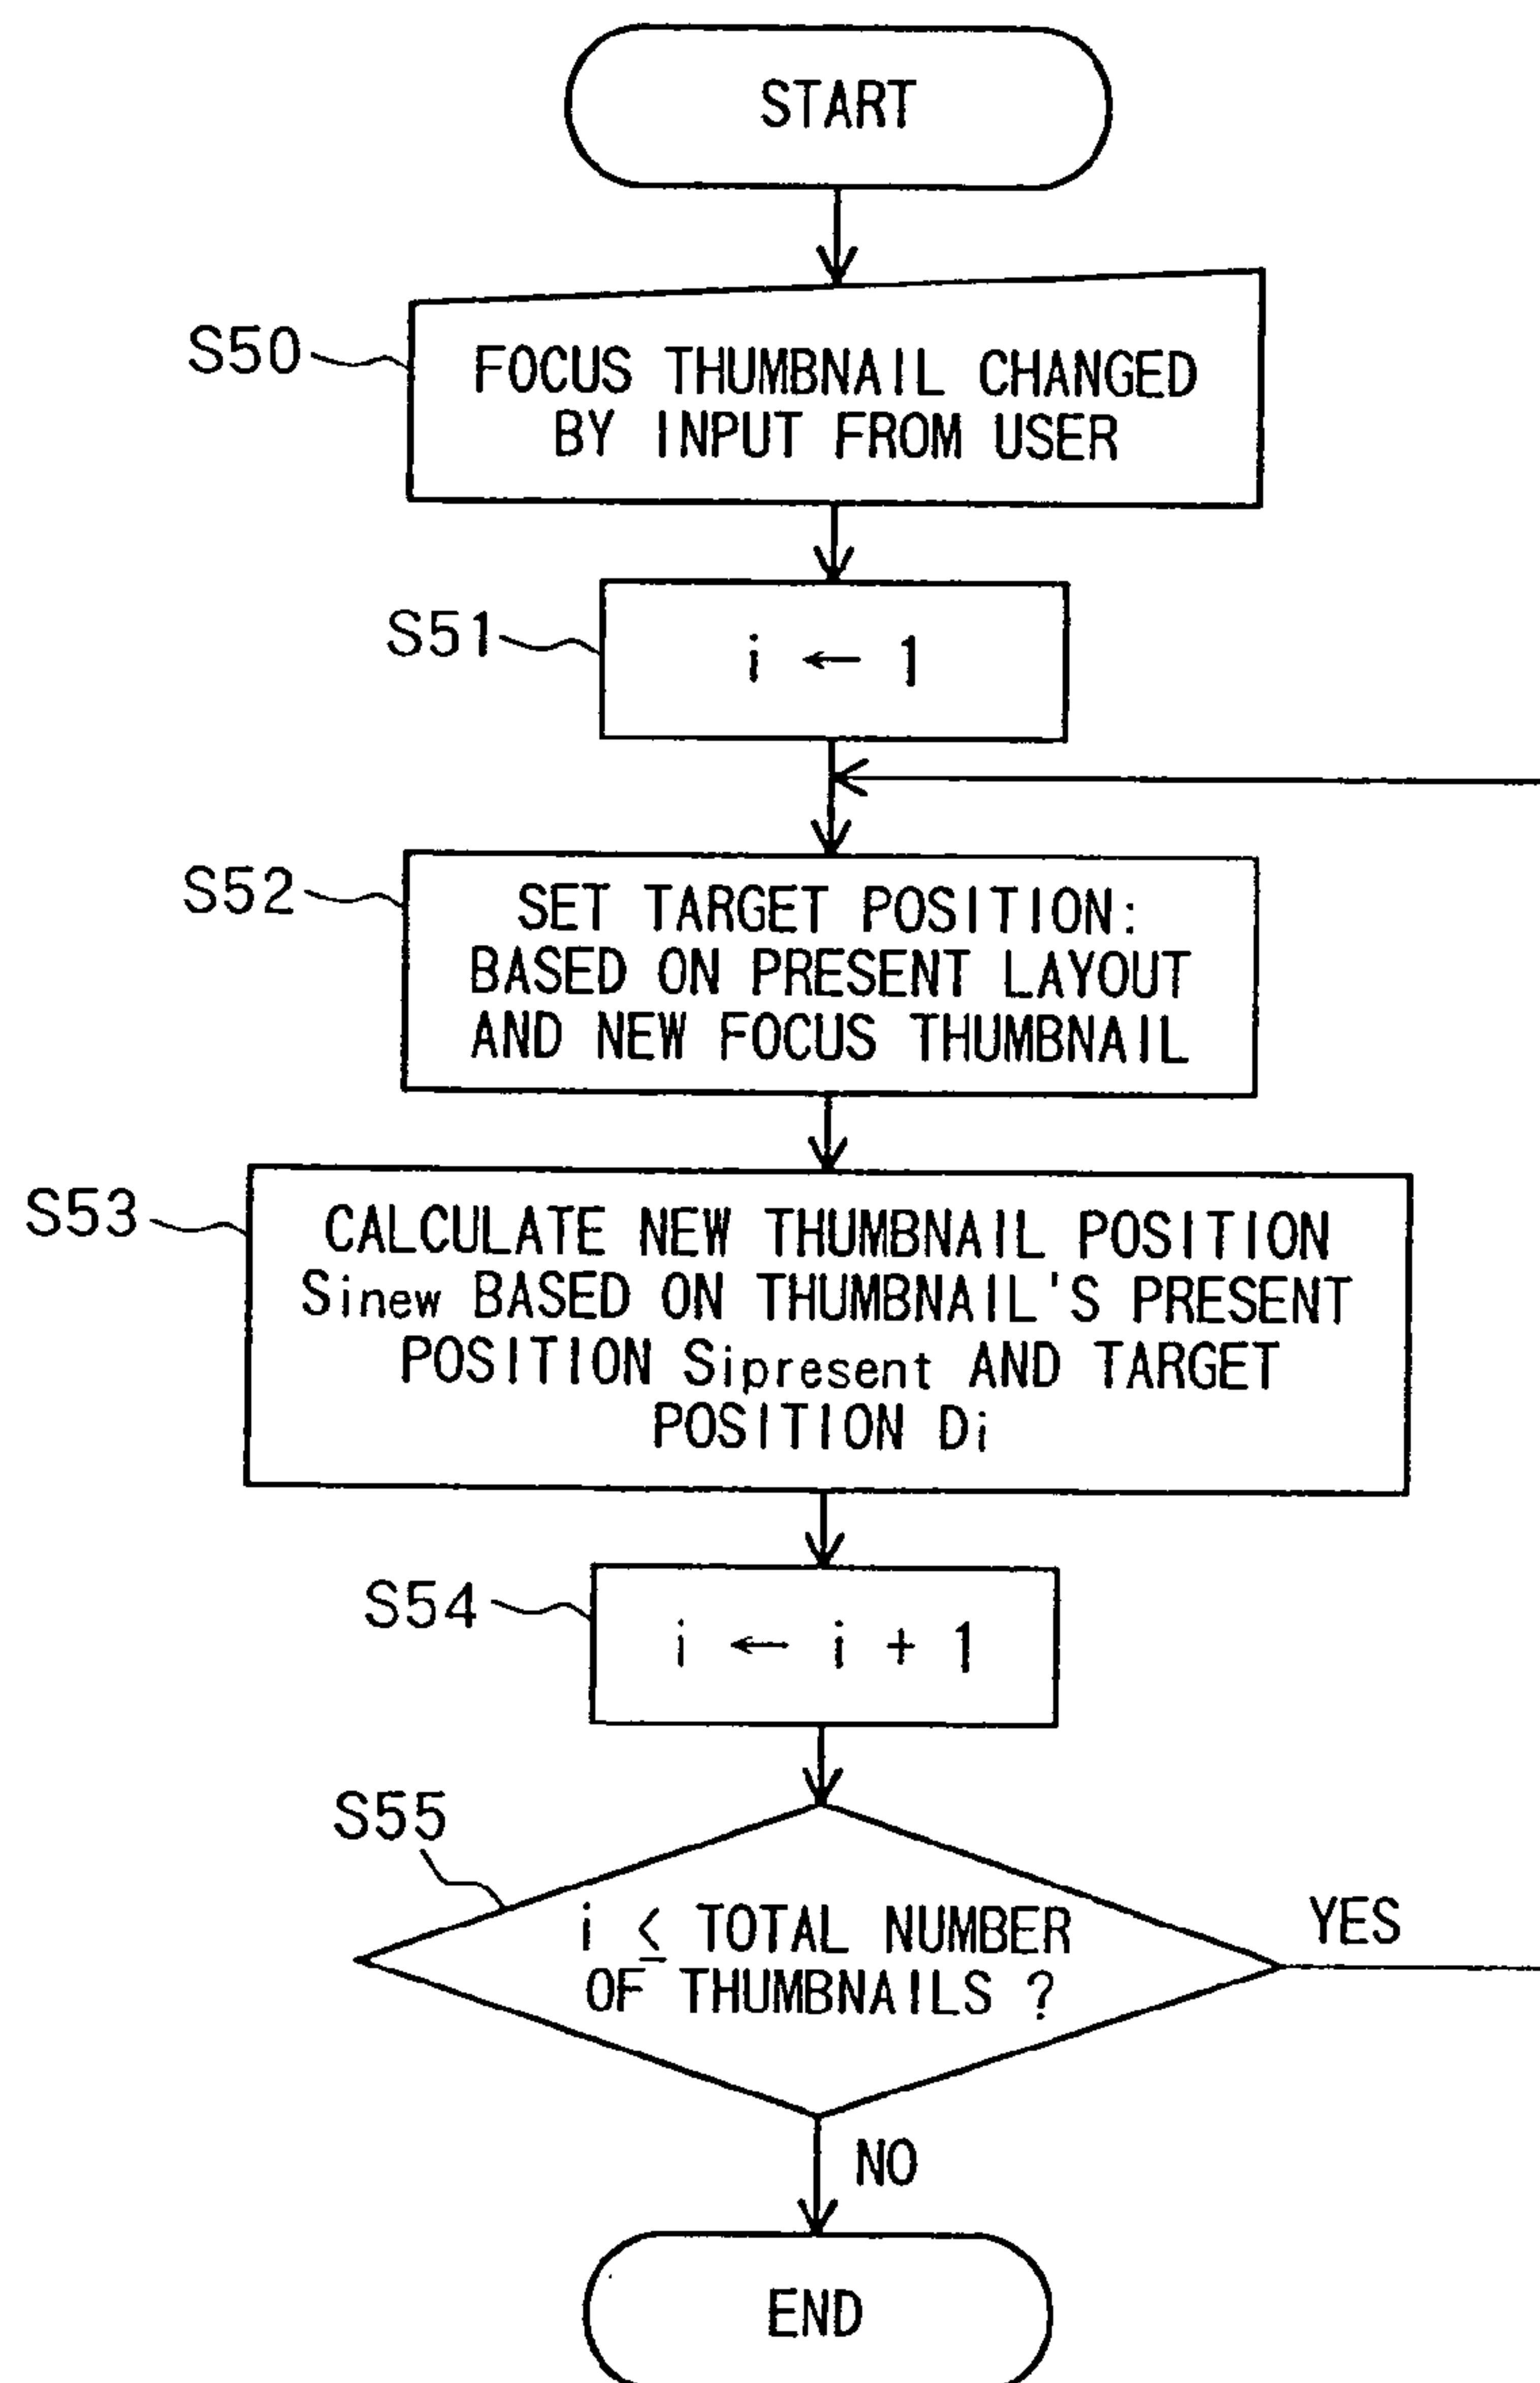 START
S50
FOCUS THUMBNAIL CHANGED
BY INPUT FROM USER
S51
i ← 1
S52
SET TARGET POSITION:
BASED ON PRESENT LAYOUT
AND NEW FOCUS THUMBNAIL
S53
CALCULATE NEW THUMBNAIL POSITION
Sinew BASED ON THUMBNAIL'S PRESENT
POSITION Sipresent AND TARGET
POSITION Di
S54
i ← i + 1
S55
i ≤ TOTAL NUMBER
OF THUMBNAILS ?
YES
NO
END